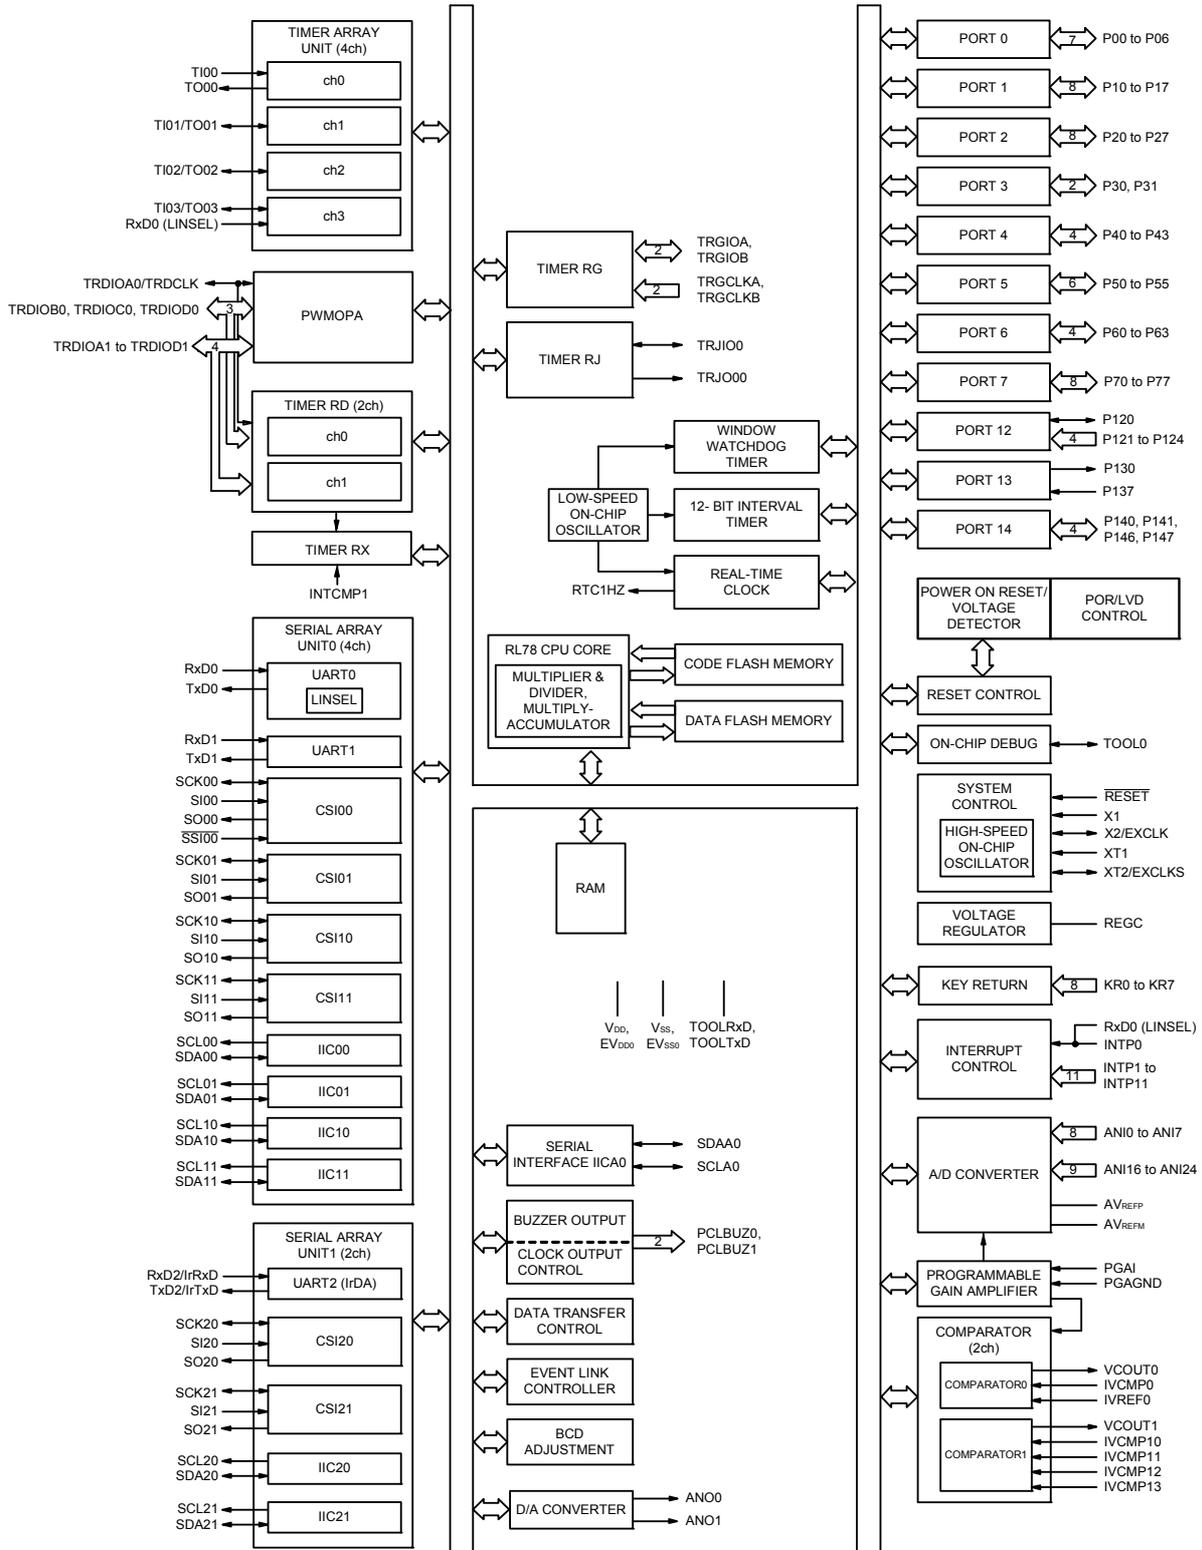 TIMER ARRAY
UNIT (4ch)
TI00
TO00
ch0
TI01/TO01
ch1
TI02/TO02
ch2
TI03/TO03
RxD0 (LINSEL)
ch3
TRDIOA0/TRDCLK
TRDIOB0, TRDIOC0, TRDIOD0
3
TRDIOA1 to TRDIOD1
4
PWMOPA
TIMER RD (2ch)
ch0
ch1
TIMER RX
INTCMP1
SERIAL ARRAY
UNIT0 (4ch)
RxD0
TxD0
UART0
LINSEL
RxD1
TxD1
UART1
SCK00
SI00
SO00
SSI00
CSI00
SCK01
SI01
SO01
CSI01
SCK10
SI10
SO10
CSI10
SCK11
SI11
SO11
CSI11
SCL00
SDA00
IIC00
SCL01
SDA01
IIC01
SCL10
SDA10
IIC10
SCL11
SDA11
IIC11
SERIAL ARRAY
UNIT1 (2ch)
RxD2/IrRxD
TxD2/IrTxD
UART2 (IrDA)
SCK20
SI20
SO20
CSI20
SCK21
SI21
SO21
CSI21
SCL20
SDA20
IIC20
SCL21
SDA21
IIC21
TIMER RG
2
TRGIOA,
TRGIOB
2
TRGCLKA,
TRGCLKB
TIMER RJ
TRJIO0
TRJO00
WINDOW
WATCHDOG
TIMER
LOW-SPEED
ON-CHIP
OSCILLATOR
12- BIT INTERVAL
TIMER
RTC1HZ
REAL-TIME
CLOCK
RL78 CPU CORE
MULTIPLIER &
DIVIDER,
MULTIPLY-
ACCUMULATOR
CODE FLASH MEMORY
DATA FLASH MEMORY
RAM
VDD,
EVDD0
VSS,
EVSS0
TOOLRxD,
TOOLTxD
SERIAL
INTERFACE IICA0
SDAA0
SCLA0
BUZZER OUTPUT
CLOCK OUTPUT
CONTROL
2
PCLBUZ0,
PCLBUZ1
DATA TRANSFER
CONTROL
EVENT LINK
CONTROLLER
BCD
ADJUSTMENT
D/A CONVERTER
ANO0
ANO1
PORT 0
7
P00 to P06
PORT 1
8
P10 to P17
PORT 2
8
P20 to P27
PORT 3
2
P30, P31
PORT 4
4
P40 to P43
PORT 5
6
P50 to P55
PORT 6
4
P60 to P63
PORT 7
8
P70 to P77
PORT 12
P120
4
P121 to P124
PORT 13
P130
P137
PORT 14
4
P140, P141,
P146, P147
POWER ON RESET/
VOLTAGE
DETECTOR
POR/LVD
CONTROL
RESET CONTROL
ON-CHIP DEBUG
TOOL0
SYSTEM
CONTROL
HIGH-SPEED
ON-CHIP
OSCILLATOR
RESET
X1
X2/EXCLK
XT1
XT2/EXCLKS
VOLTAGE
REGULATOR
REGC
KEY RETURN
8
KR0 to KR7
INTERRUPT
CONTROL
RxD0 (LINSEL)
INTP0
11
INTP1 to
INTP11
A/D CONVERTER
8
ANI0 to ANI7
9
ANI16 to ANI24
AVREFP
AVREFM
PROGRAMMABLE
GAIN AMPLIFIER
PGAI
PGAGND
COMPARATOR
(2ch)
COMPARATOR0
VCOUT0
IVCMP0
IVREF0
COMPARATOR1
VCOUT1
IVCMP10
IVCMP11
IVCMP12
IVCMP13